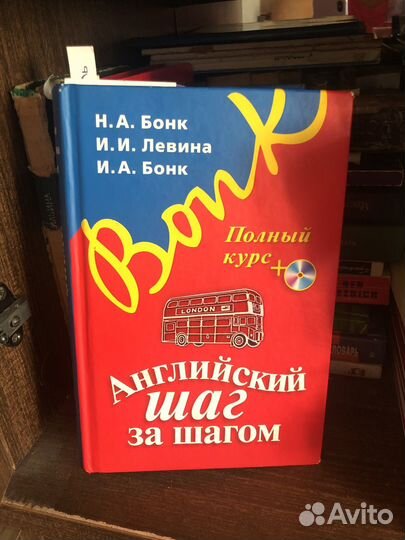 Н. А. Бонк
И. И. Левина
И. А. Бонк
Bonk
Полный
курс +
LONDON
Английский
шаг
за шагом
Avito